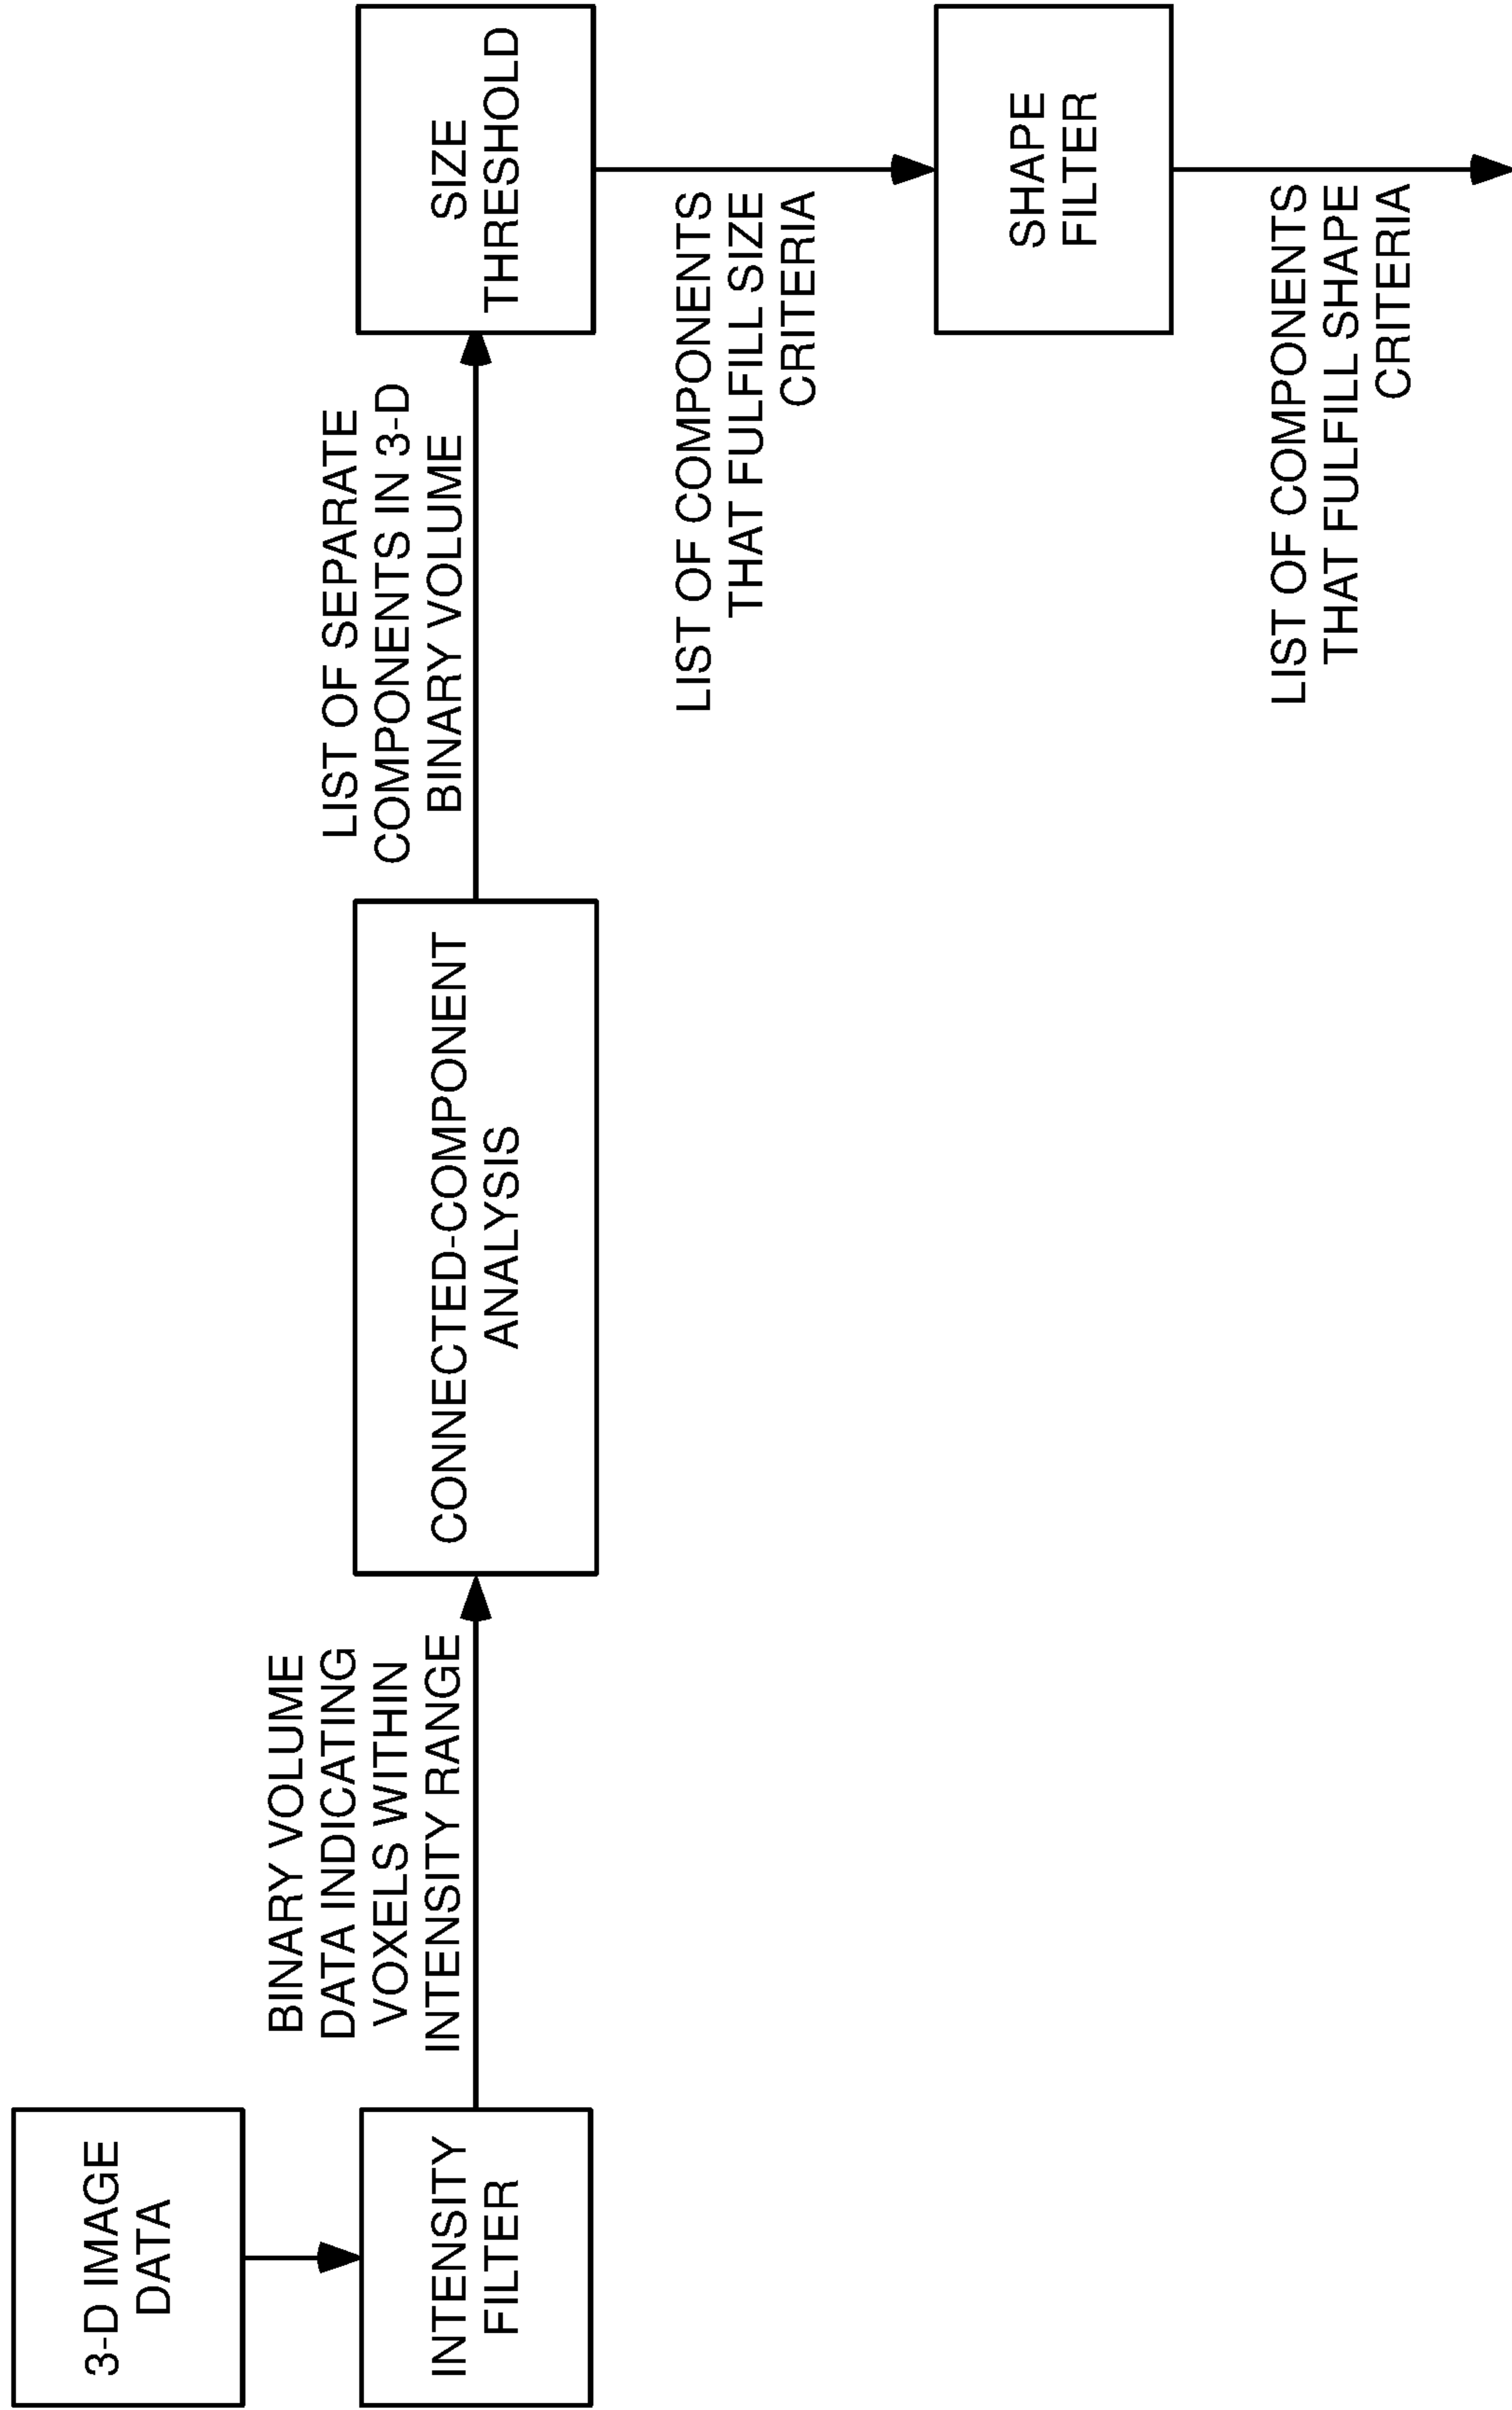 3-D IMAGE
DATA
INTENSITY
FILTER
BINARY VOLUME
DATA INDICATING
VOXELS WITHIN
INTENSITY RANGE
CONNECTED-COMPONENT
ANALYSIS
LIST OF SEPARATE
COMPONENTS IN 3-D
BINARY VOLUME
SIZE
THRESHOLD
LIST OF COMPONENTS
THAT FULFILL SIZE
CRITERIA
SHAPE
FILTER
LIST OF COMPONENTS
THAT FULFILL SHAPE
CRITERIA